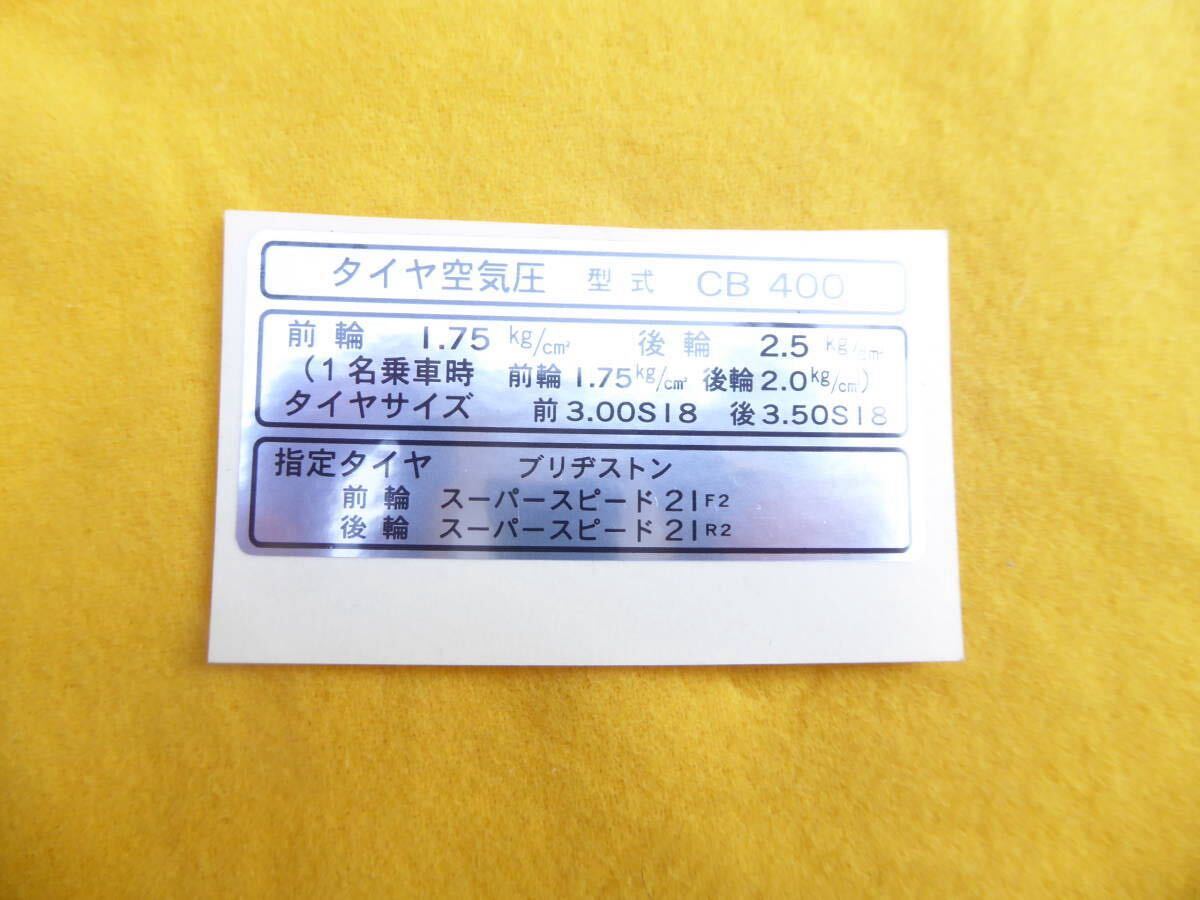 タイヤ空気圧 型式 CB 400
前輪 1.75 kg/cm² 後輪 2.5 kg/cm²
(1名乗車時 前輪1.75kg/cm² 後輪2.0kg/cm²)
タイヤサイズ 前3.00S18 後3.50S18
指定タイヤ ブリヂストン
前輪 スーパースピード21F2
後輪 スーパースピード21R2